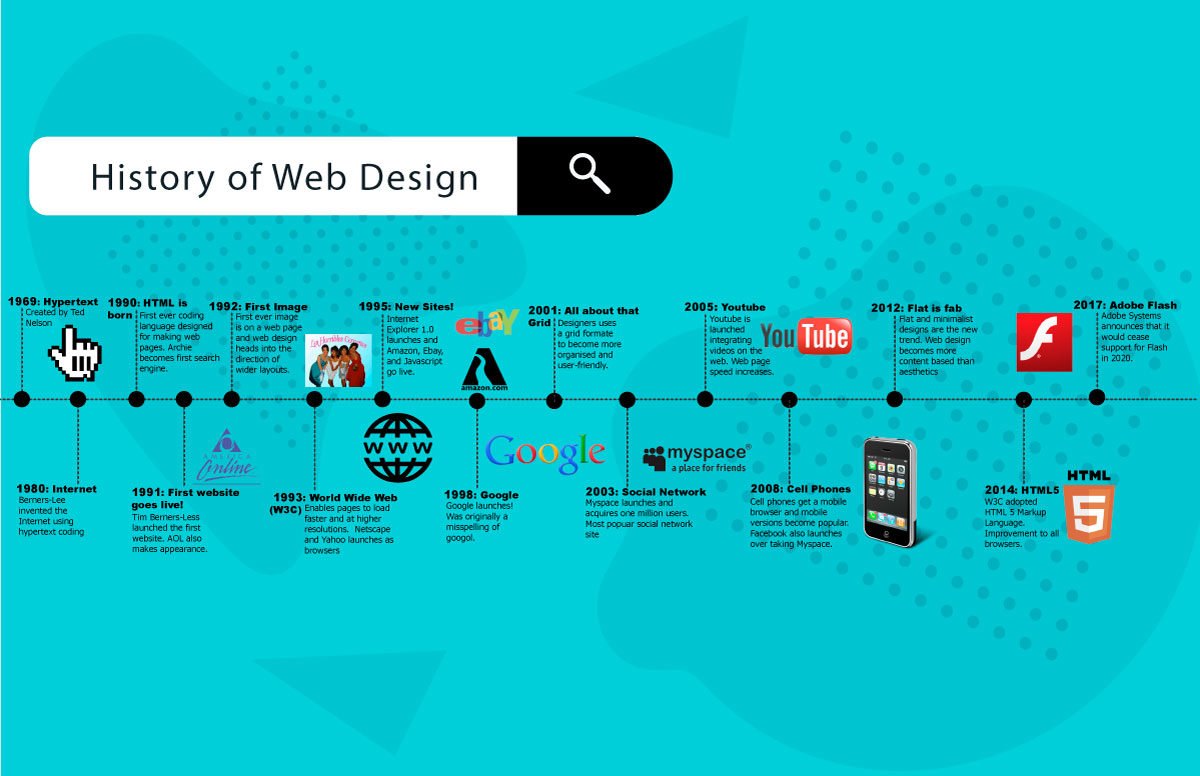 History of Web Design
1969: Hypertext
Created by Ted
Nelson
1990: HTML is
born
First ever coding
language designed
for making web
pages. Archie
becomes first search
engine.
1992: First Image
First ever image
is on a web page
and web design
heads into the
direction of
wider layouts.
Les Horribles Cernettes
1995: New Sites!
Internet
Explorer 1.0
launches and
Amazon, Ebay,
and Javascript
go live.
ebay
amazon.com
2001: All about that
Grid
Designers uses
a grid formate
to become more
organised and
user-friendly.
2005: Youtube
Youtube is
launched
integrating
videos on the
web. Web page
speed increases.
YouTube
2012: Flat is fab
Flat and minimalist
designs are the new
trend. Web design
becomes more
content based than
aesthetics
2017: Adobe Flash
Adobe Systems
announces that it
would cease
support for Flash
in 2020.
1980: Internet
Berners-Lee
invented the
Internet using
hypertext coding
AMERICA
Online
1991: First website
goes live!
Tim Berners-Less
launched the first
website. AOL also
makes appearance.
1993: World Wide Web
(W3C)
Enables pages to load
faster and at higher
resolutions. Netscape
and Yahoo launches as
browsers
WWW
1998: Google
Google launches!
Was originally a
misspelling of
googol.
Google
2003: Social Network
Myspace launches and
acquires one million users.
Most popuar social network
site
myspace®
a place for friends
2008: Cell Phones
Cell phones get a mobile
browser and mobile
versions become popular.
Facebook also launches
over taking Myspace.
2014: HTML5
W3C adopted
HTML 5 Markup
Language.
Improvement to all
browsers.
HTML
5